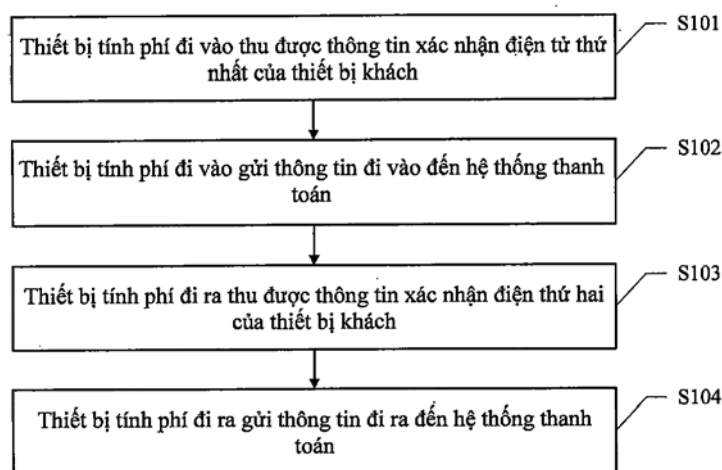 S101
Thiết bị tính phí đi vào thu được thông tin xác nhận điện tử thứ
nhất của thiết bị khách
S102
Thiết bị tính phí đi vào gửi thông tin đi vào đến hệ thống thanh
toán
S103
Thiết bị tính phí đi ra thu được thông tin xác nhận điện thứ hai
của thiết bị khách
S104
Thiết bị tính phí đi ra gửi thông tin đi ra đến hệ thống thanh
toán